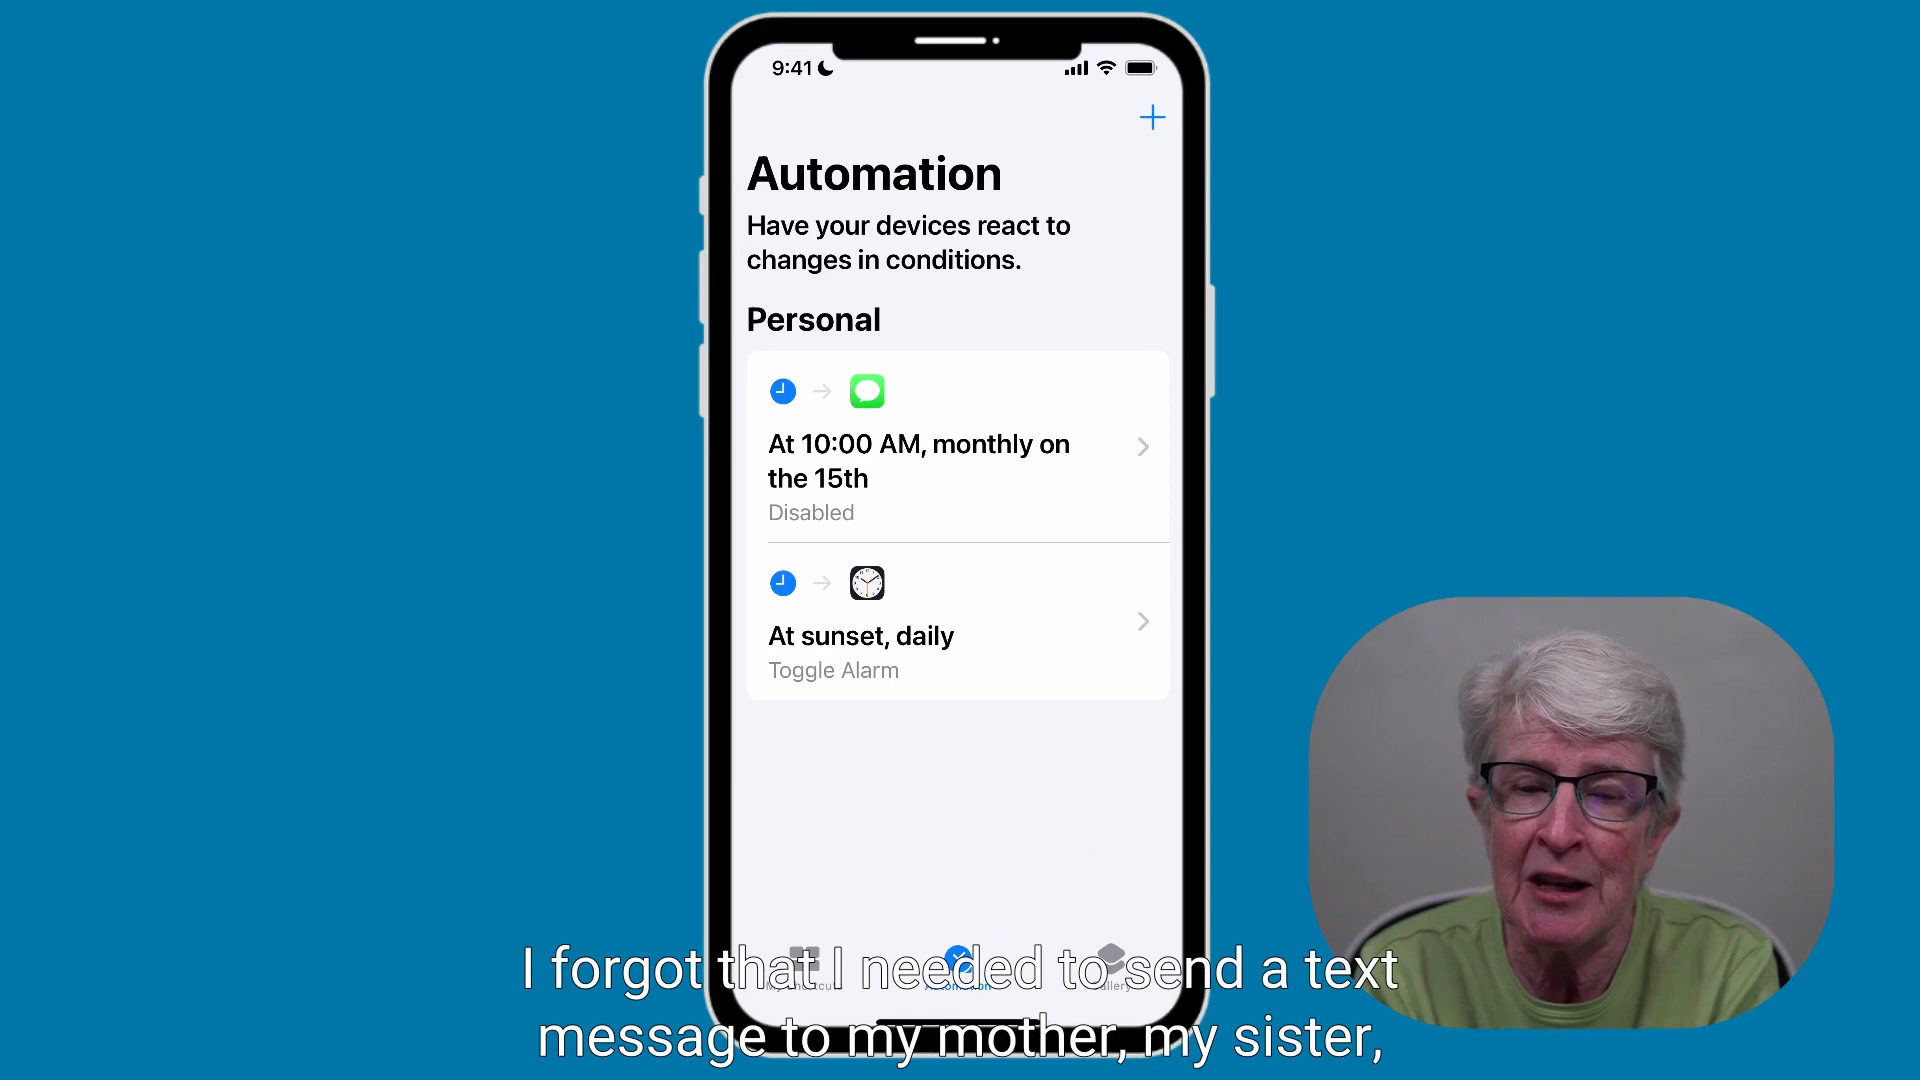 9:41
Automation
Have your devices react to
changes in conditions.
Personal
At 10:00 AM, monthly on
the 15th
Disabled
At sunset, daily
Toggle Alarm
Automation
I forgot that I needed to send a text
message to my mother, my sister,